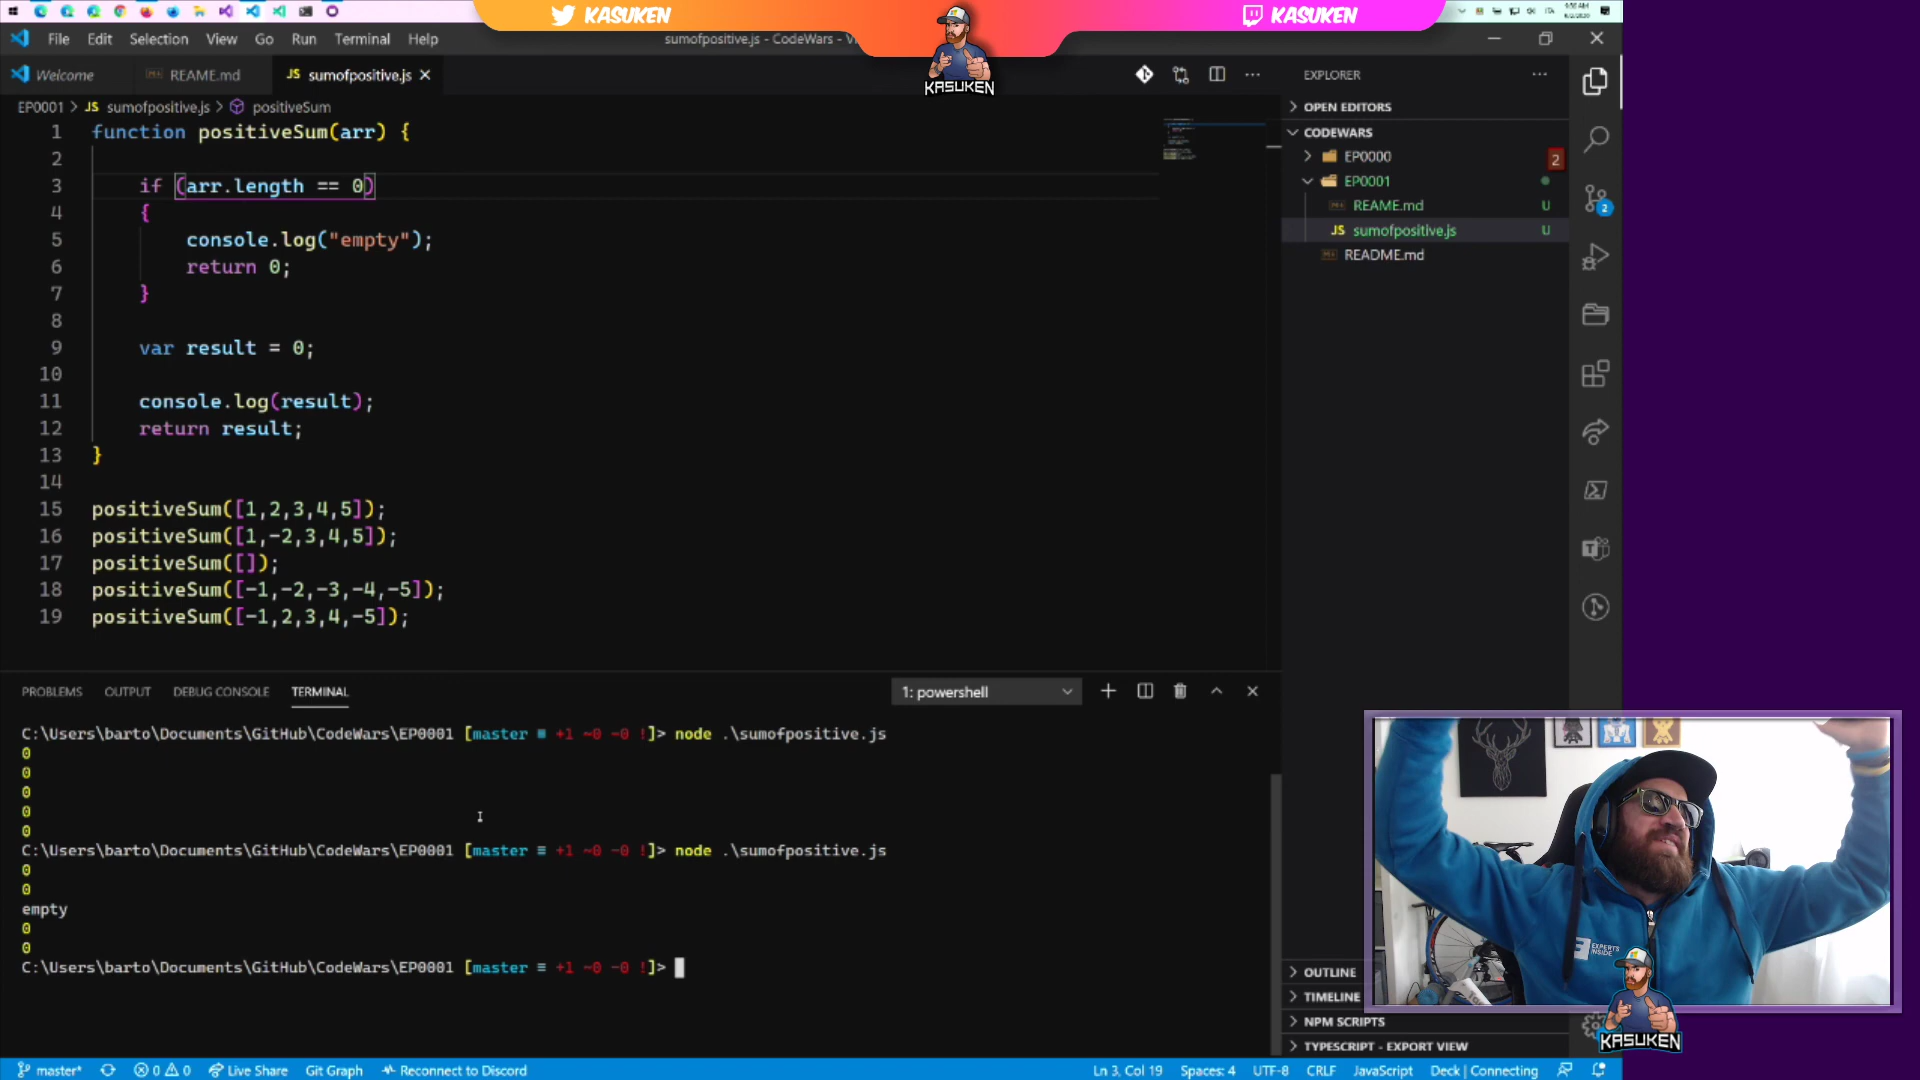 KASUKEN
KASUKEN
KASUKEN
File Edit Selection View Go Run Terminal Help
sumofpositive.js - CodeWars - V
Welcome
REAME.md
JS sumofpositive.js
EP0001 > JS sumofpositive.js > positiveSum
1 function positiveSum(arr) {
2
3 if (arr.length == 0)
4 {
5 console.log("empty");
6 return 0;
7 }
8
9 var result = 0;
10
11 console.log(result);
12 return result;
13 }
14
15 positiveSum([1,2,3,4,5]);
16 positiveSum([1,-2,3,4,5]);
17 positiveSum([]);
18 positiveSum([-1,-2,-3,-4,-5]);
19 positiveSum([-1,2,3,4,-5]);
EXPLORER
OPEN EDITORS
CODEWARS
EP0000
2
EP0001
REAME.md U
JS sumofpositive.js U
README.md
2
PROBLEMS OUTPUT DEBUG CONSOLE TERMINAL
1: powershell
C:\Users\barto\Documents\GitHub\CodeWars\EP0001 [master ≡ +1 ~0 -0 !]> node .\sumofpositive.js
0
0
0
0
0
C:\Users\barto\Documents\GitHub\CodeWars\EP0001 [master ≡ +1 ~0 -0 !]> node .\sumofpositive.js
0
0
empty
0
0
C:\Users\barto\Documents\GitHub\CodeWars\EP0001 [master ≡ +1 ~0 -0 !]>
OUTLINE
TIMELINE
NPM SCRIPTS
TYPESCRIPT - EXPORT VIEW
EXPERTS
INSIDE
KASUKEN
master* 0 0 Live Share Git Graph Reconnect to Discord
Ln 3, Col 19 Spaces: 4 UTF-8 CRLF JavaScript Deck | Connecting